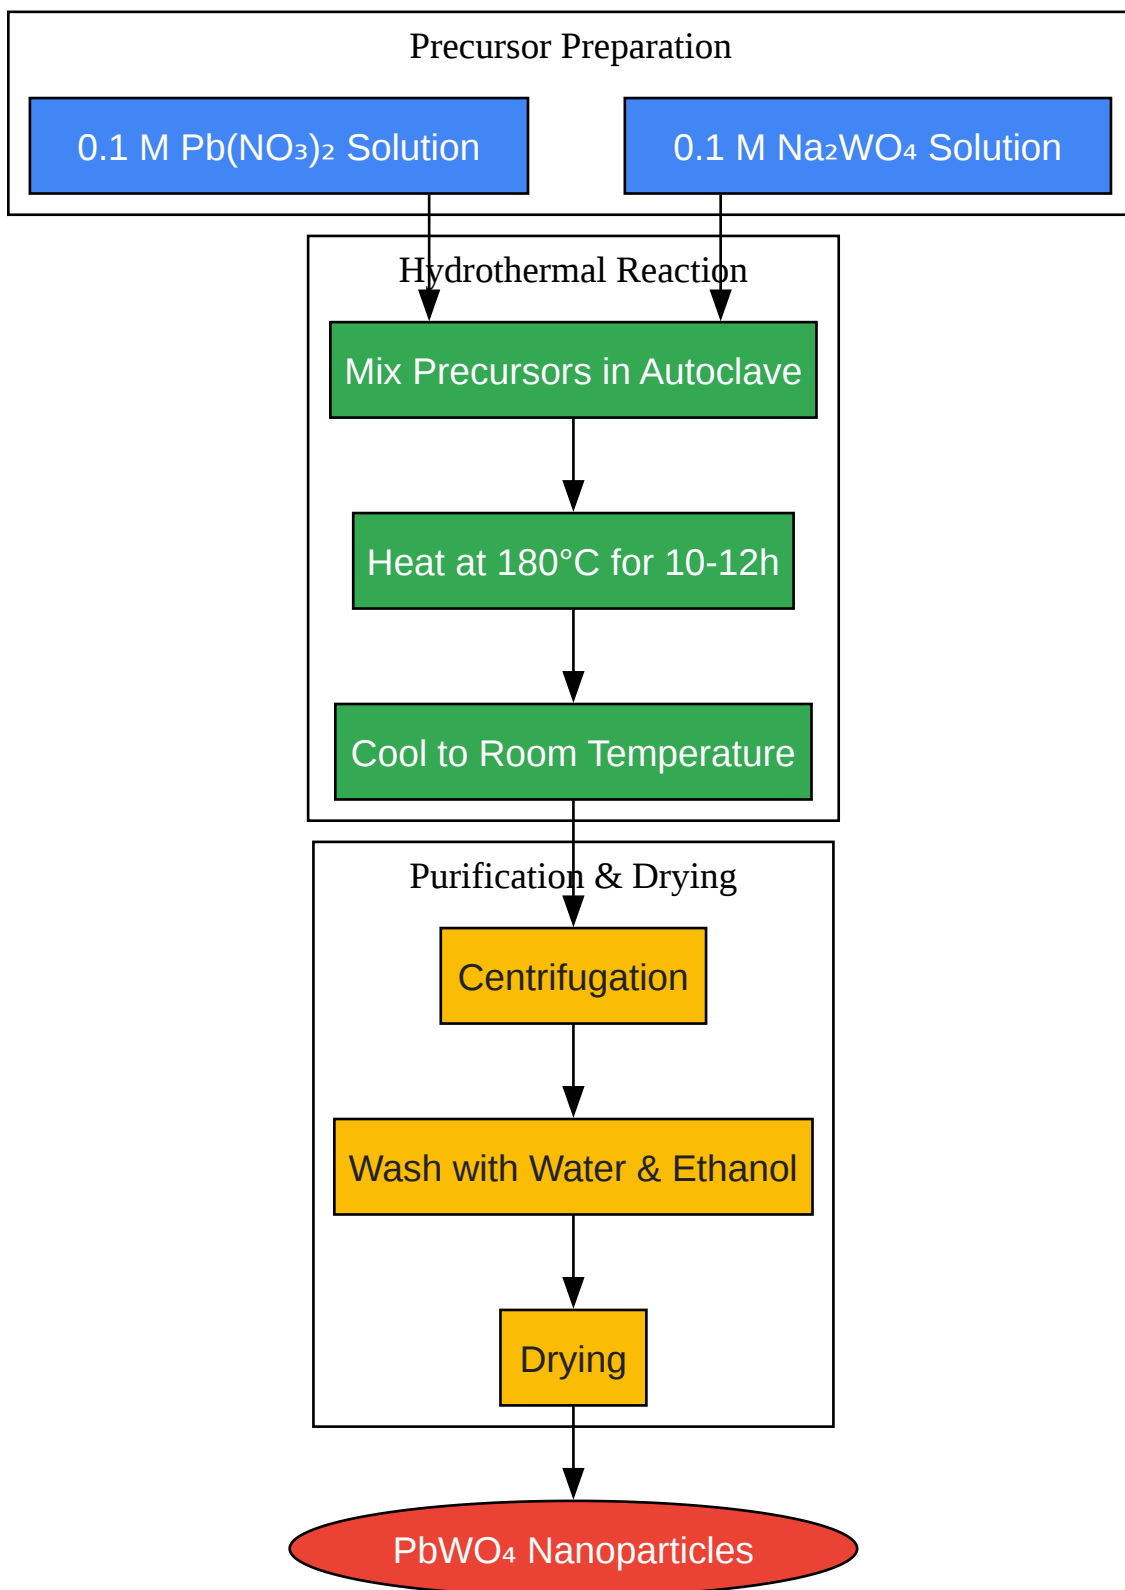 Precursor Preparation
0.1 M Pb(NO₃)₂ Solution
0.1 M Na₂WO₄ Solution
Hydrothermal Reaction
Mix Precursors in Autoclave
Heat at 180°C for 10-12h
Cool to Room Temperature
Purification & Drying
Centrifugation
Wash with Water & Ethanol
Drying
PbWO₄ Nanoparticles